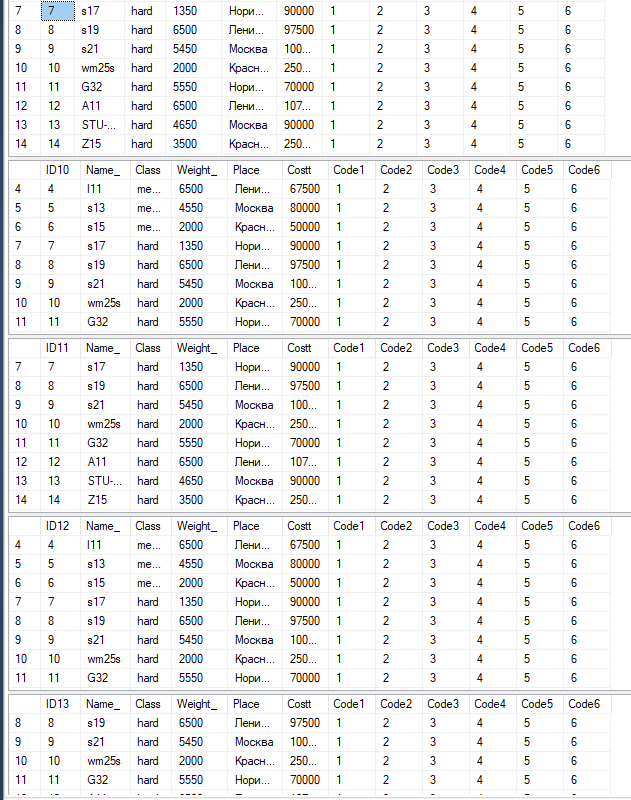 7 7 s17 hard 1350 Нори... 90000 1 2 3 4 5 6
8 8 s19 hard 6500 Лени... 97500 1 2 3 4 5 6
9 9 s21 hard 5450 Москва 100... 1 2 3 4 5 6
10 10 wm25s hard 2000 Красн... 250... 1 2 3 4 5 6
11 11 G32 hard 5550 Нори... 70000 1 2 3 4 5 6
12 12 A11 hard 6500 Лени... 107... 1 2 3 4 5 6
13 13 STU-... hard 4650 Москва 90000 1 2 3 4 5 6
14 14 Z15 hard 3500 Красн... 250... 1 2 3 4 5 6
ID10 Name_ Class Weight_ Place Costt Code1 Code2 Code3 Code4 Code5 Code6
4 4 I11 me... 6500 Лени... 67500 1 2 3 4 5 6
5 5 s13 me... 4550 Москва 80000 1 2 3 4 5 6
6 6 s15 me... 2000 Красн... 50000 1 2 3 4 5 6
7 7 s17 hard 1350 Нори... 90000 1 2 3 4 5 6
8 8 s19 hard 6500 Лени... 97500 1 2 3 4 5 6
9 9 s21 hard 5450 Москва 100... 1 2 3 4 5 6
10 10 wm25s hard 2000 Красн... 250... 1 2 3 4 5 6
11 11 G32 hard 5550 Нори... 70000 1 2 3 4 5 6
ID11 Name_ Class Weight_ Place Costt Code1 Code2 Code3 Code4 Code5 Code6
7 7 s17 hard 1350 Нори... 90000 1 2 3 4 5 6
8 8 s19 hard 6500 Лени... 97500 1 2 3 4 5 6
9 9 s21 hard 5450 Москва 100... 1 2 3 4 5 6
10 10 wm25s hard 2000 Красн... 250... 1 2 3 4 5 6
11 11 G32 hard 5550 Нори... 70000 1 2 3 4 5 6
12 12 A11 hard 6500 Лени... 107... 1 2 3 4 5 6
13 13 STU-... hard 4650 Москва 90000 1 2 3 4 5 6
14 14 Z15 hard 3500 Красн... 250... 1 2 3 4 5 6
ID12 Name_ Class Weight_ Place Costt Code1 Code2 Code3 Code4 Code5 Code6
4 4 I11 me... 6500 Лени... 67500 1 2 3 4 5 6
5 5 s13 me... 4550 Москва 80000 1 2 3 4 5 6
6 6 s15 me... 2000 Красн... 50000 1 2 3 4 5 6
7 7 s17 hard 1350 Нори... 90000 1 2 3 4 5 6
8 8 s19 hard 6500 Лени... 97500 1 2 3 4 5 6
9 9 s21 hard 5450 Москва 100... 1 2 3 4 5 6
10 10 wm25s hard 2000 Красн... 250... 1 2 3 4 5 6
11 11 G32 hard 5550 Нори... 70000 1 2 3 4 5 6
ID13 Name_ Class Weight_ Place Costt Code1 Code2 Code3 Code4 Code5 Code6
8 8 s19 hard 6500 Лени... 97500 1 2 3 4 5 6
9 9 s21 hard 5450 Москва 100... 1 2 3 4 5 6
10 10 wm25s hard 2000 Красн... 250... 1 2 3 4 5 6
11 11 G32 hard 5550 Нори... 70000 1 2 3 4 5 6